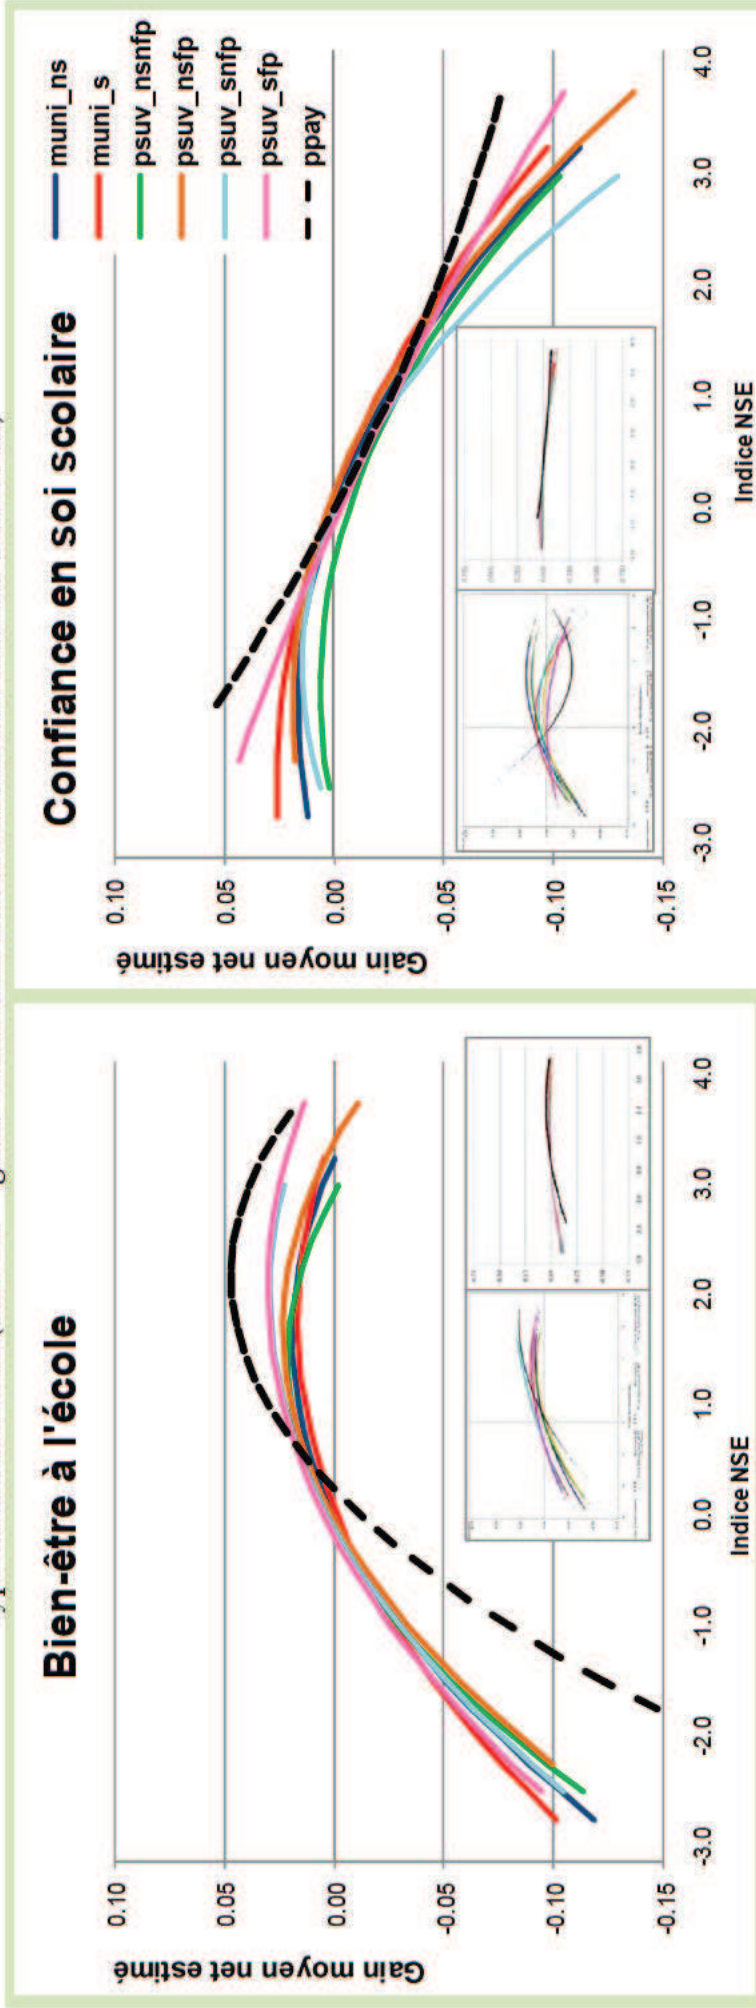 Bien-être à l'école
Gain moyen net estimé
0.10
0.05
0.00
-0.05
-0.10
-0.15
-3.0 -2.0 -1.0 0.0 1.0 2.0 3.0 4.0
Indice NSE
Confiance en soi scolaire
Gain moyen net estimé
0.10
0.05
0.00
-0.05
-0.10
-0.15
-3.0 -2.0 -1.0 0.0 1.0 2.0 3.0 4.0
Indice NSE
muni_ns
muni_s
psuv_nsnfp
psuv_nsfp
psuv_snfp
psuv_sfp
ppay